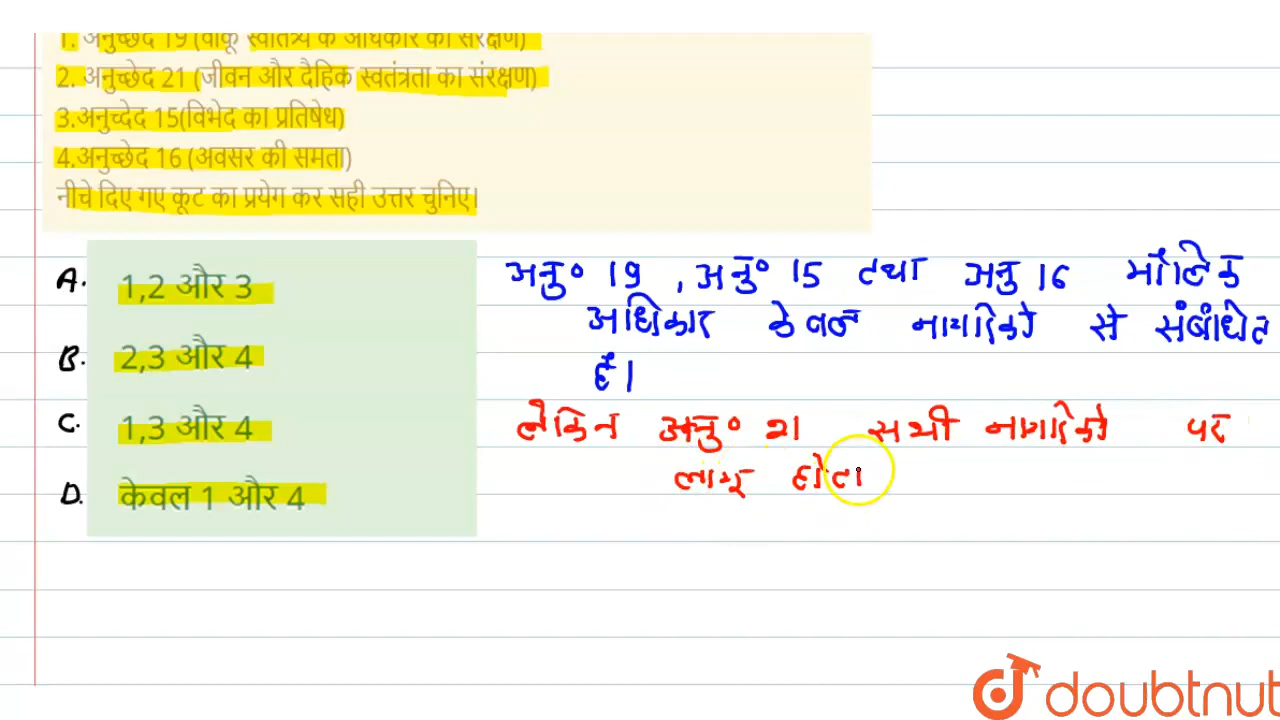 1. अनुच्छेद 19 (वाक् स्वातंत्र्य के अधिकार का संरक्षण)
2. अनुच्छेद 21 (जीवन और दैहिक स्वतंत्रता का संरक्षण)
3.अनुच्देद 15(विभेद का प्रतिषेध)
4.अनुच्छेद 16 (अवसर की समता)
नीचे दिए गए कूट का प्रयेग कर सही उत्तर चुनिए।
A. 1,2 और 3
B. 2,3 और 4
C. 1,3 और 4
D. केवल 1 और 4
अनु० 19 , अनु० 15 तथा अनु 16 मौलिक
अधिकार केवल नागरिको से संबंधित
है।
लेकिन अनु० 21 सभी नागरिको पर
लागू होता
doubtnut